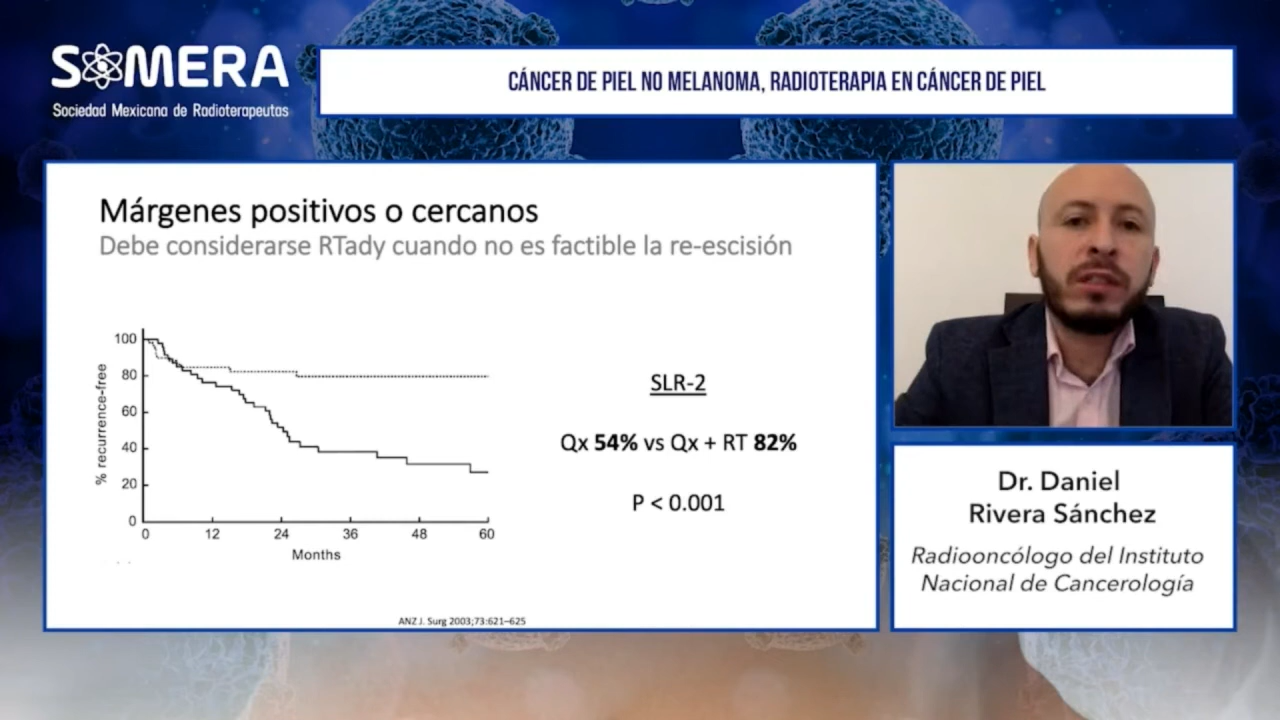 SOMERA
Sociedad Mexicana de Radioterapeutas
CÁNCER DE PIEL NO MELANOMA, RADIOTERAPIA EN CÁNCER DE PIEL
Márgenes positivos o cercanos
Debe considerarse RTady cuando no es factible la re-escisión
% recurrence-free
100
80
60
40
20
0
0 12 24 36 48 60
Months
SLR-2
Qx 54% vs Qx + RT 82%
P < 0.001
ANZ J. Surg 2003;73:621–625
Dr. Daniel
Rivera Sánchez
Radiooncólogo del Instituto
Nacional de Cancerología